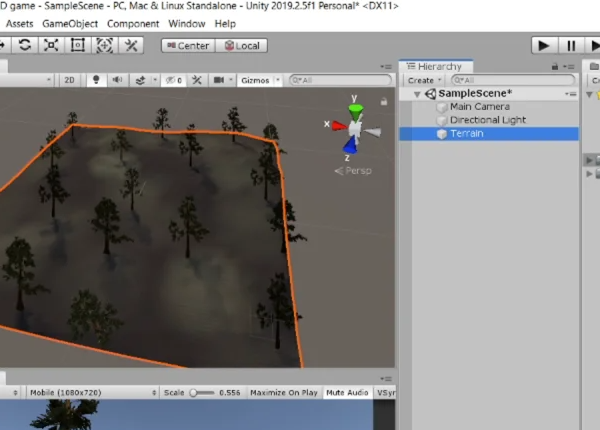 D game - SampleScene - PC, Mac & Linux Standalone - Unity 2019.2.5f1 Personal* <DX11>
Assets GameObject Component Window Help
Center Local
2D 0 Gizmos All
Hierarchy
Create All
SampleScene*
Main Camera
Directional Light
Terrain
y
x
z
Persp
Mobile (1080x720) Scale 0.556 Maximize On Play Mute Audio VSyn